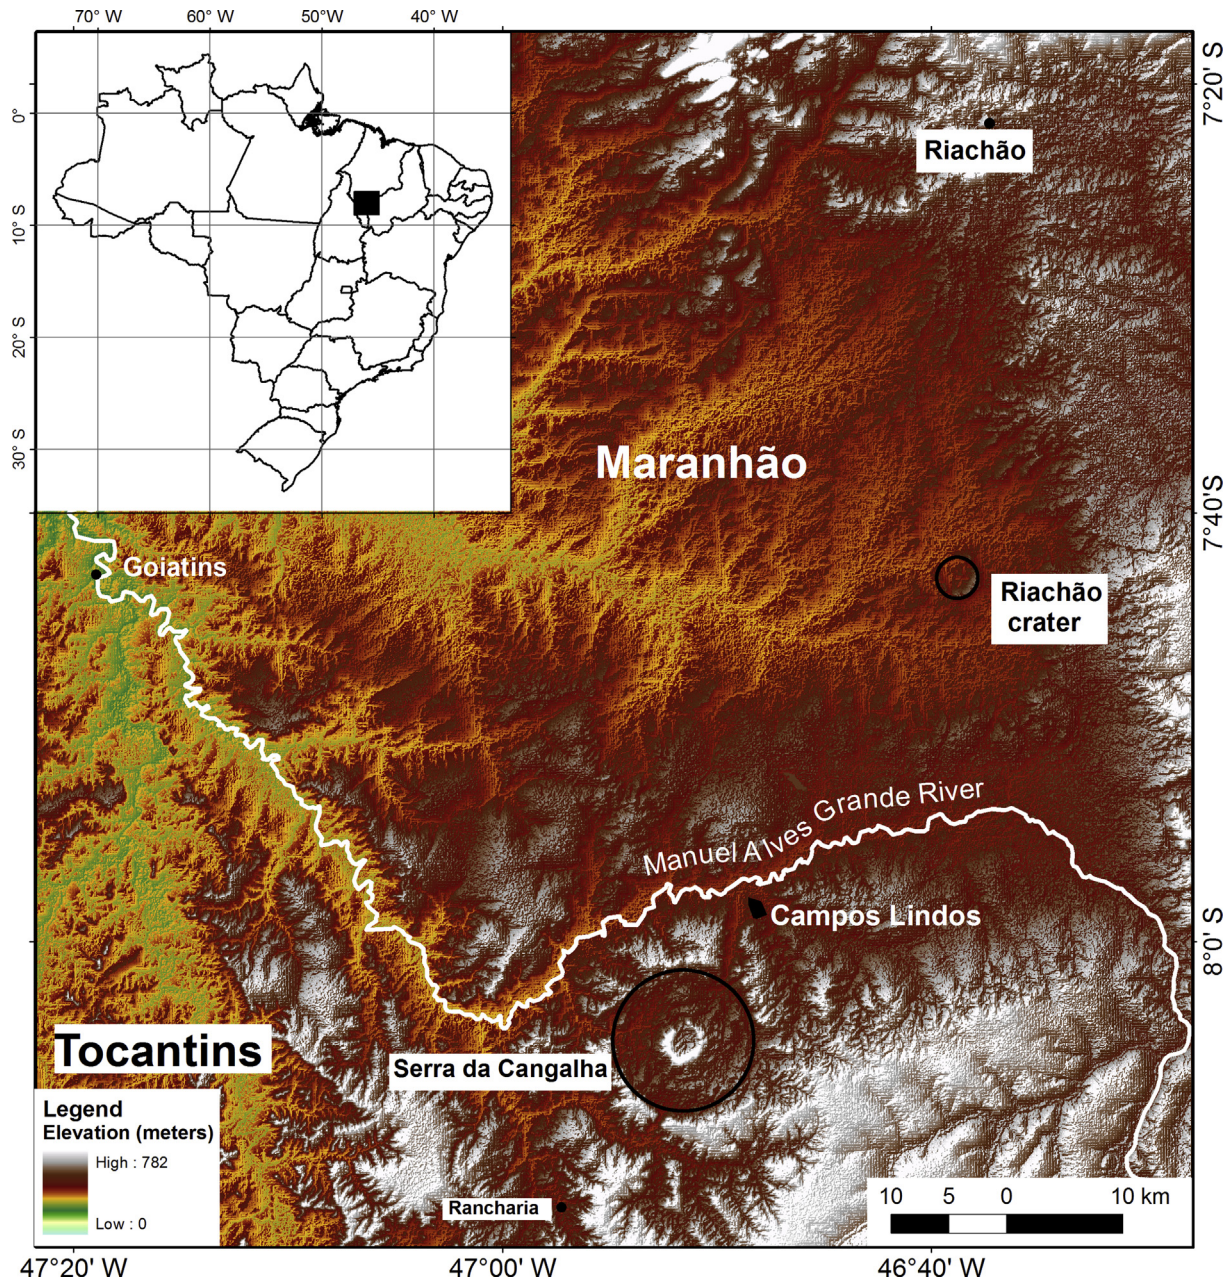 70° W 60° W 50°W 40° W
0°
10°S
20° S
30° S
7°20' S
Riachão
Maranhão
7°40'S
Goiatins
Riachão
crater
Manuel Alves Grande River
Campos Lindos
8°0' S
Tocantins
Serra da Cangalha
Legend
Elevation (meters)
High : 782
Low : 0
Rancharia
10 5 0 10 km
47°20' W 47°00' W 46°40' W